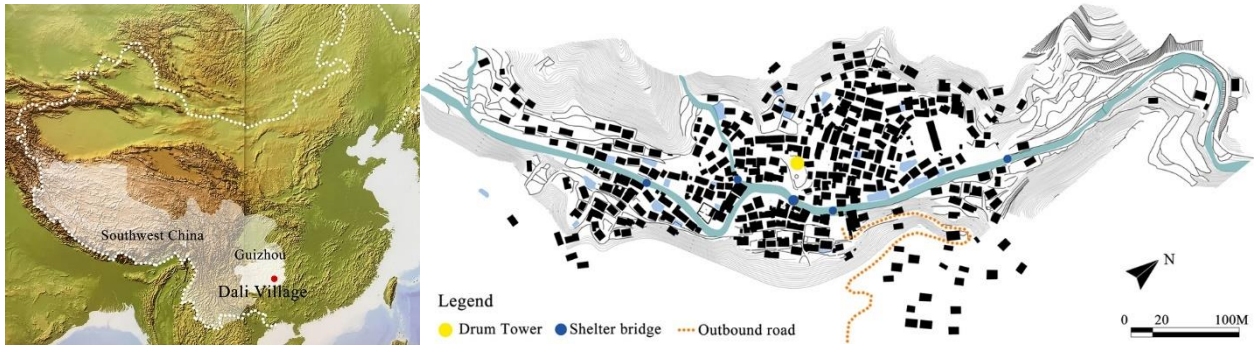 Southwest China
Guizhou
Dali Village
N
Legend
Drum Tower
Shelter bridge
Outbound road
0 20 100M